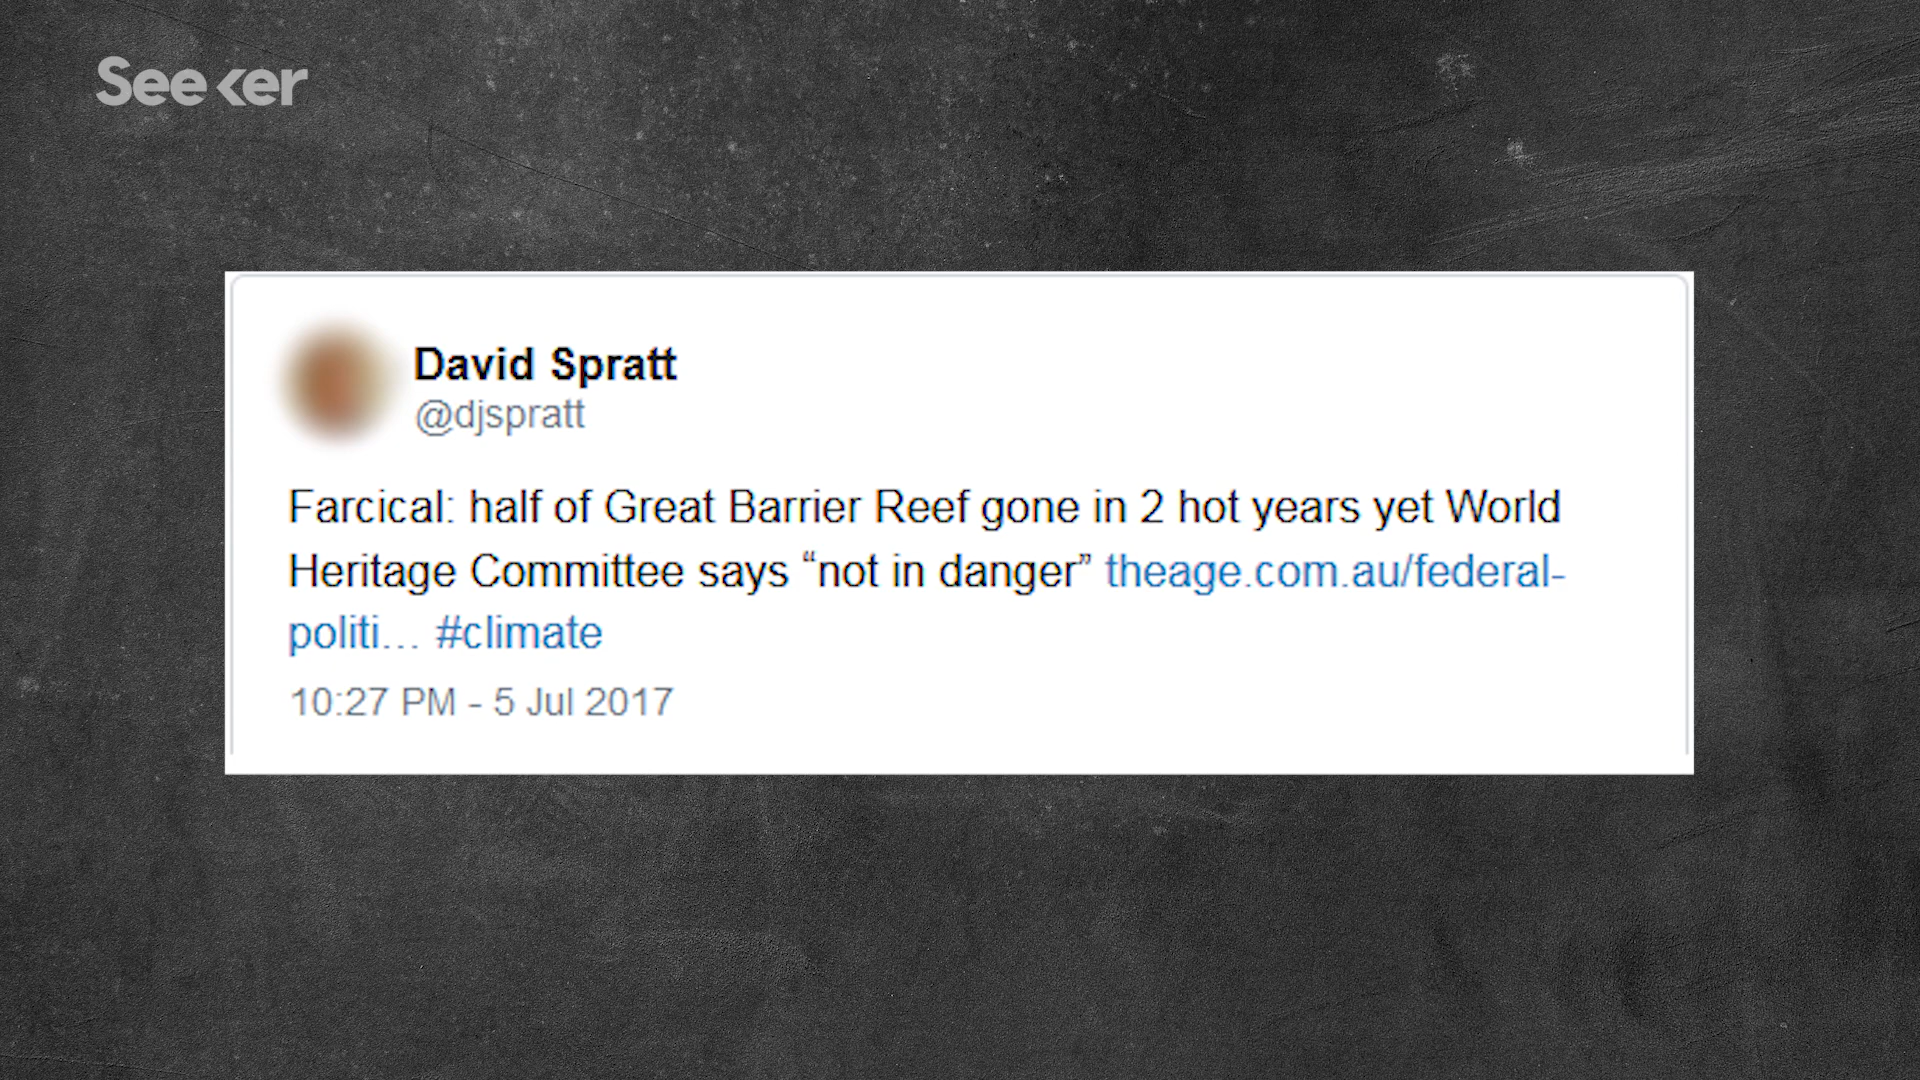 Seeker
David Spratt
@djspratt
Farcical: half of Great Barrier Reef gone in 2 hot years yet World
Heritage Committee says “not in danger” theage.com.au/federal-
politi... #climate
10:27 PM - 5 Jul 2017